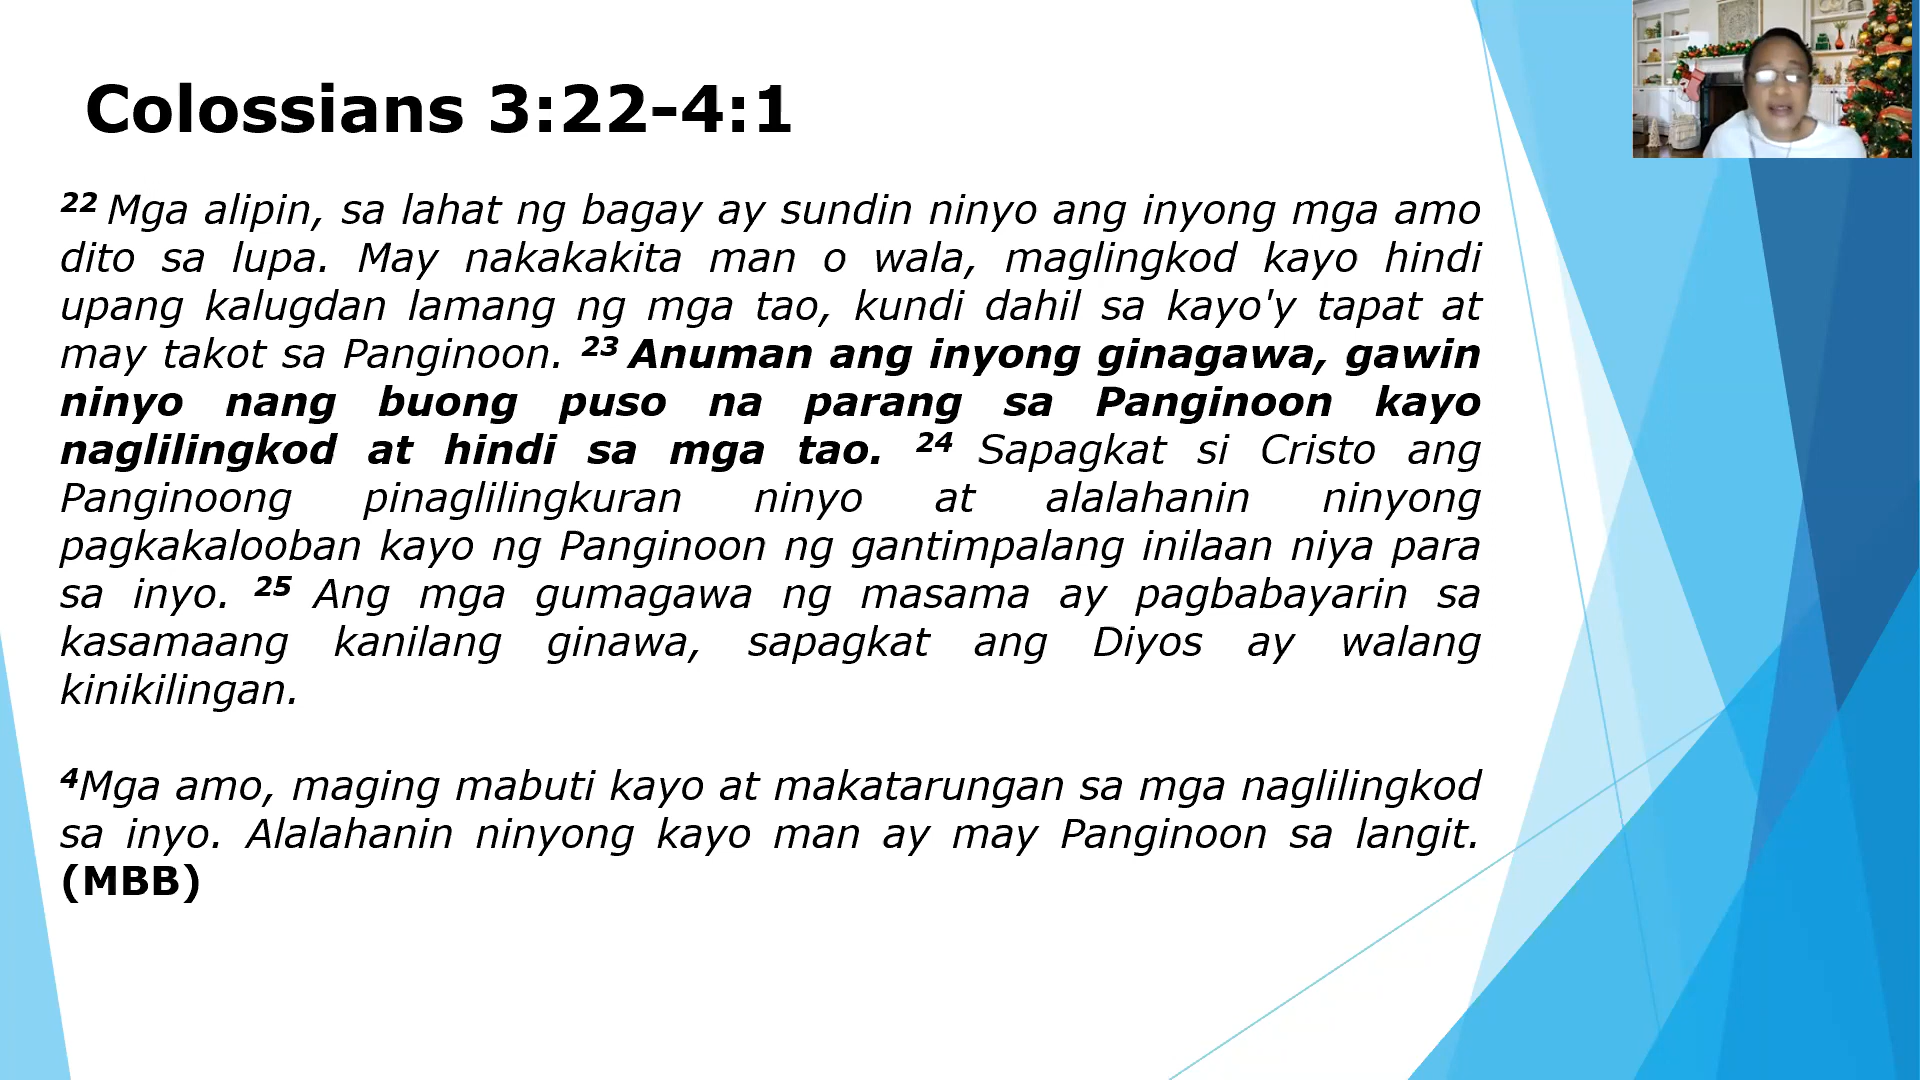 Colossians 3:22-4:1
22 Mga alipin, sa lahat ng bagay ay sundin ninyo ang inyong mga amo
dito sa lupa. May nakakakita man o wala, maglingkod kayo hindi
upang kalugdan lamang ng mga tao, kundi dahil sa kayo'y tapat at
may takot sa Panginoon. 23 Anuman ang inyong ginagawa, gawin
ninyo nang buong puso na parang sa Panginoon kayo
naglilingkod at hindi sa mga tao. 24 Sapagkat si Cristo ang
Panginoong pinaglilingkuran ninyo at alalahanin ninyong
pagkakalooban kayo ng Panginoon ng gantimpalang inilaan niya para
sa inyo. 25 Ang mga gumagawa ng masama ay pagbabayarin sa
kasamaang kanilang ginawa, sapagkat ang Diyos ay walang
kinikilingan.
4Mga amo, maging mabuti kayo at makatarungan sa mga naglilingkod
sa inyo. Alalahanin ninyong kayo man ay may Panginoon sa langit.
(MBB)